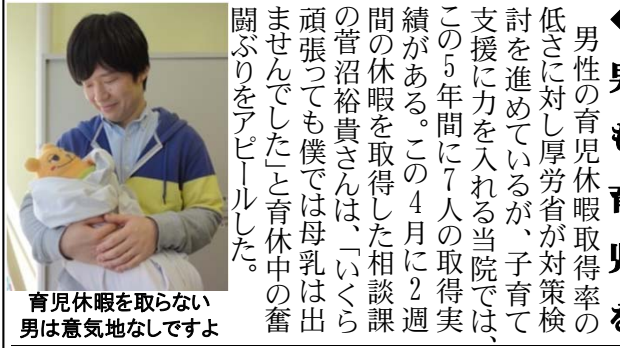 男も育児を
男性の育児休暇取得率の
低さに対し厚労省が対策検
討を進めているが、子育て
支援に力を入れる当院では、
この5年間に7人の取得実
績がある。この4月に2週
間の休暇を取得した相談課
の菅沼裕貴さんは、「いくら
頑張っても僕では母乳は出
ませんでした」と育休中の奮
闘ぶりをアピールした。
育児休暇を取らない
男は意気地なしですよ